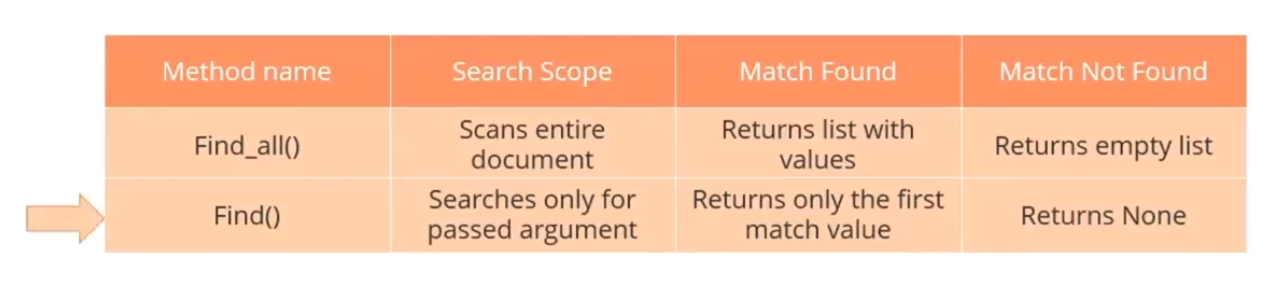 Method name
Search Scope
Match Found
Match Not Found
Find_all()
Scans entire
document
Returns list with
values
Returns empty list
Find()
Searches only for
passed argument
Returns only the first
match value
Returns None